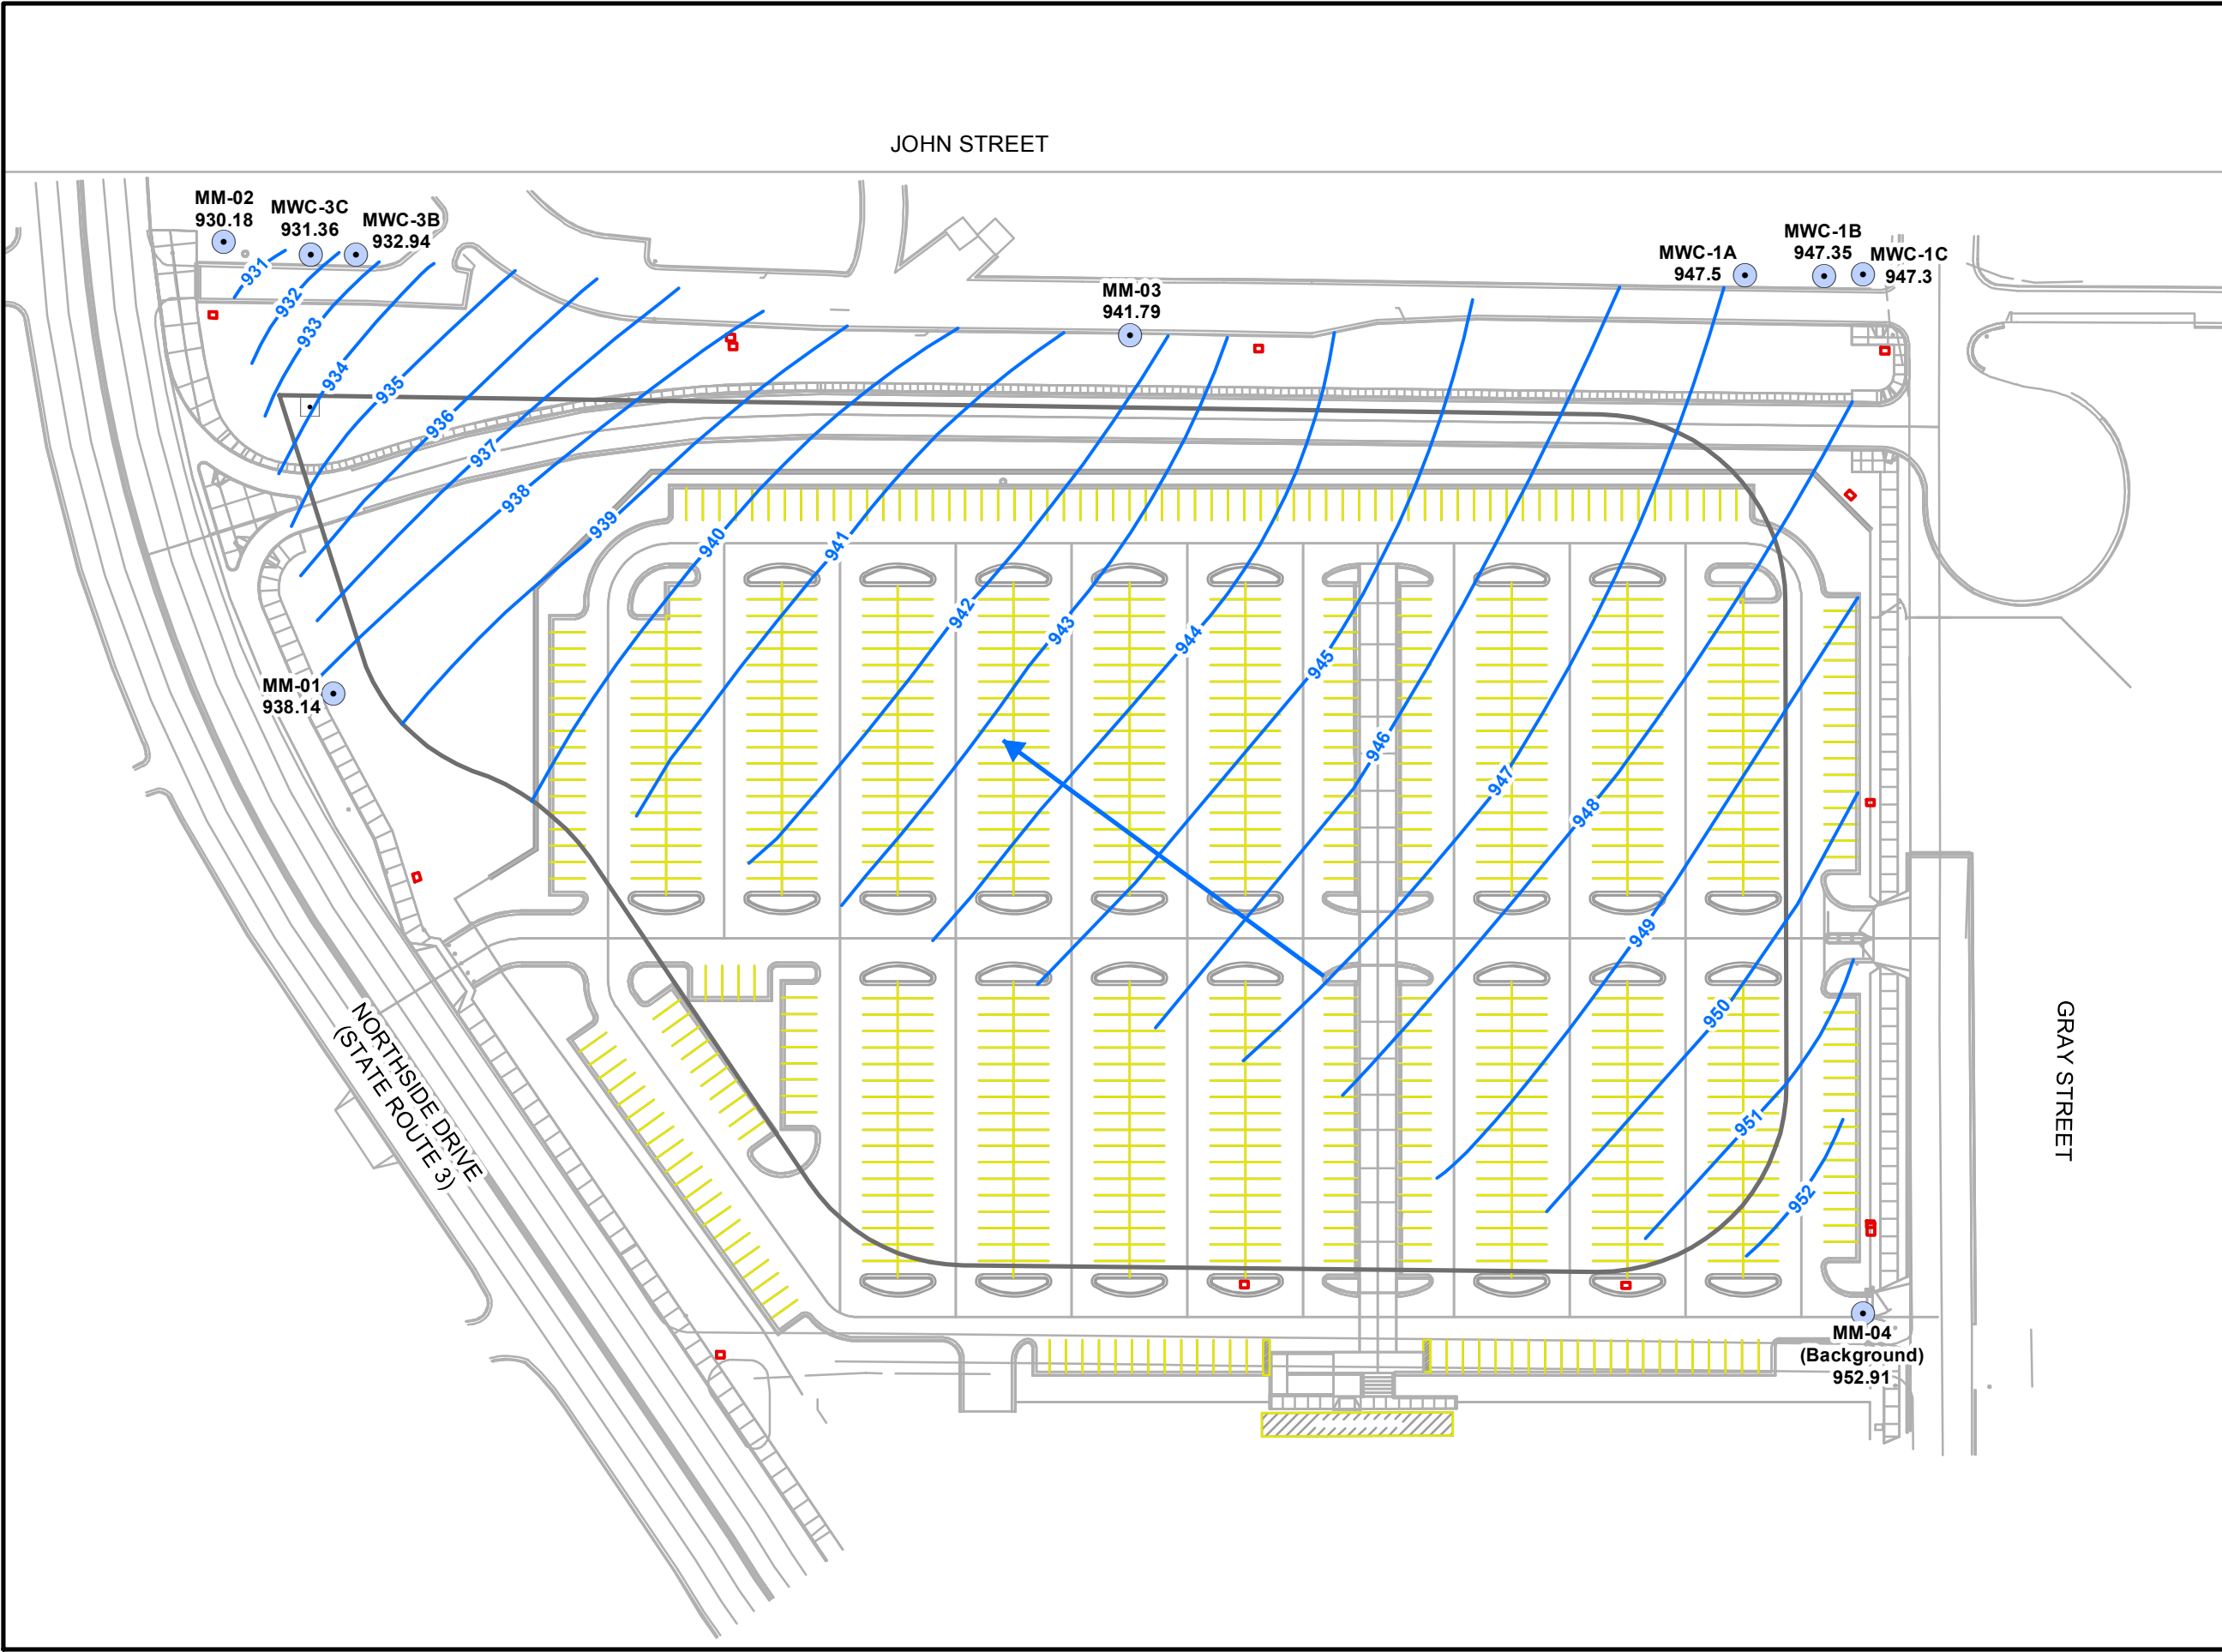 JOHN STREET
MM-02
930.18
MWC-3C
931.36
MWC-3B
932.94
MWC-1A
947.5
MWC-1B
947.35
MWC-1C
947.3
MM-03
941.79
931
932
933
934
935
936
937
938
939
940
941
942
943
944
945
946
947
948
949
950
951
952
MM-01
938.14
NORTHSIDE DRIVE
(STATE ROUTE 3)
GRAY STREET
MM-04
(Background)
952.91